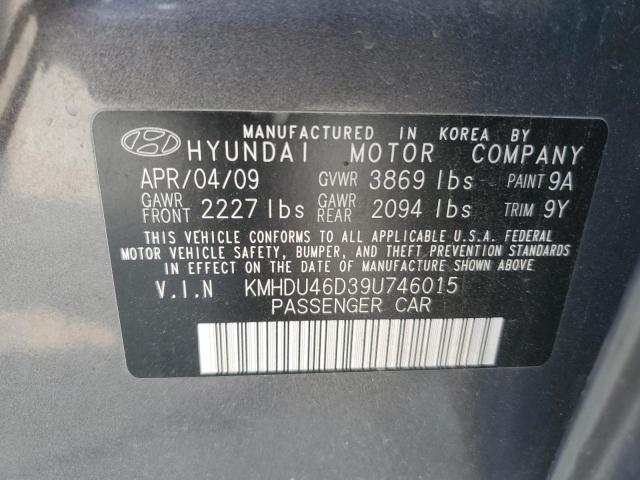 MANUFACTURED IN KOREA BY
HYUNDAI MOTOR COMPANY
APR/04/09 GVWR 3869 lbs PAINT 9A
GAWR FRONT 2227 lbs GAWR REAR 2094 lbs TRIM 9Y
THIS VEHICLE CONFORMS TO ALL APPLICABLE U.S.A. FEDERAL
MOTOR VEHICLE SAFETY, BUMPER, AND THEFT PREVENTION STANDARDS
IN EFFECT ON THE DATE OF MANUFACTURE SHOWN ABOVE
V.I.N KMHDU46D39U746015
PASSENGER CAR